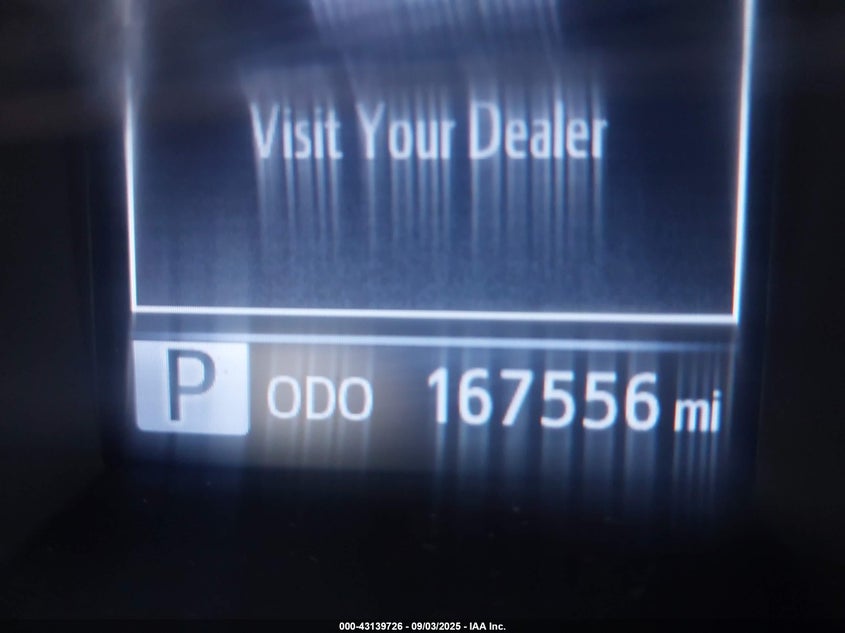 Visit Your Dealer
P ODO 167556 mi
000-43139726 - 09/03/2025 - IAA Inc.